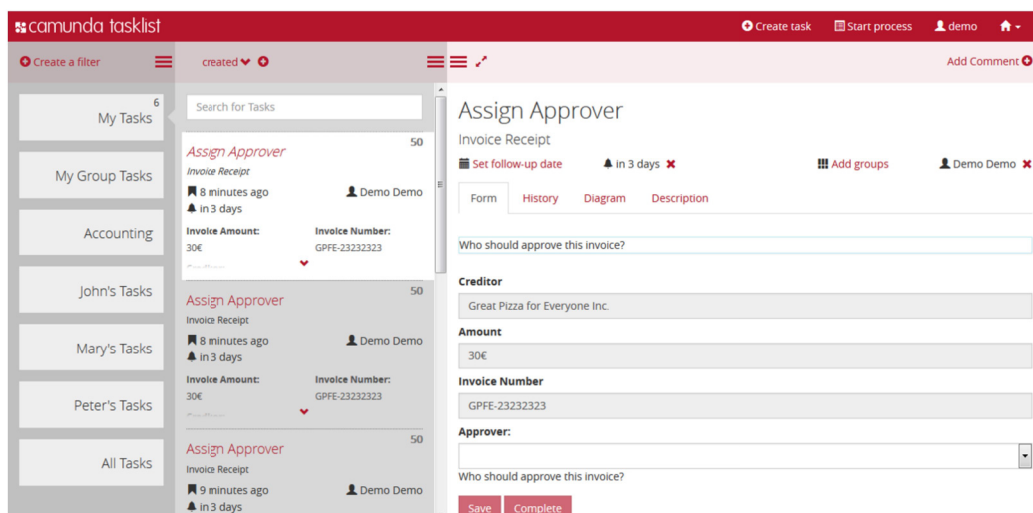 camunda tasklist
Create task
Start process
demo
Create a filter
created
Add Comment
6
My Tasks
My Group Tasks
Accounting
John's Tasks
Mary's Tasks
Peter's Tasks
All Tasks
Search for Tasks
50
Assign Approver
Invoice Receipt
8 minutes ago
Demo Demo
in 3 days
Invoice Amount:
Invoice Number:
30€
GPFE-23232323
50
Assign Approver
Invoice Receipt
8 minutes ago
Demo Demo
in 3 days
Invoice Amount:
Invoice Number:
30€
GPFE-23232323
50
Assign Approver
Invoice Receipt
9 minutes ago
Demo Demo
in 3 days
Assign Approver
Invoice Receipt
Set follow-up date
in 3 days
Add groups
Demo Demo
Form
History
Diagram
Description
Who should approve this invoice?
Creditor
Great Pizza for Everyone Inc.
Amount
30€
Invoice Number
GPFE-23232323
Approver:
Who should approve this invoice?
Save
Complete